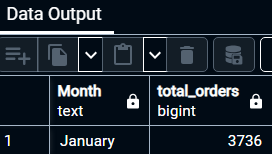 Data Output
Month total_orders
text bigint
1 January 3736